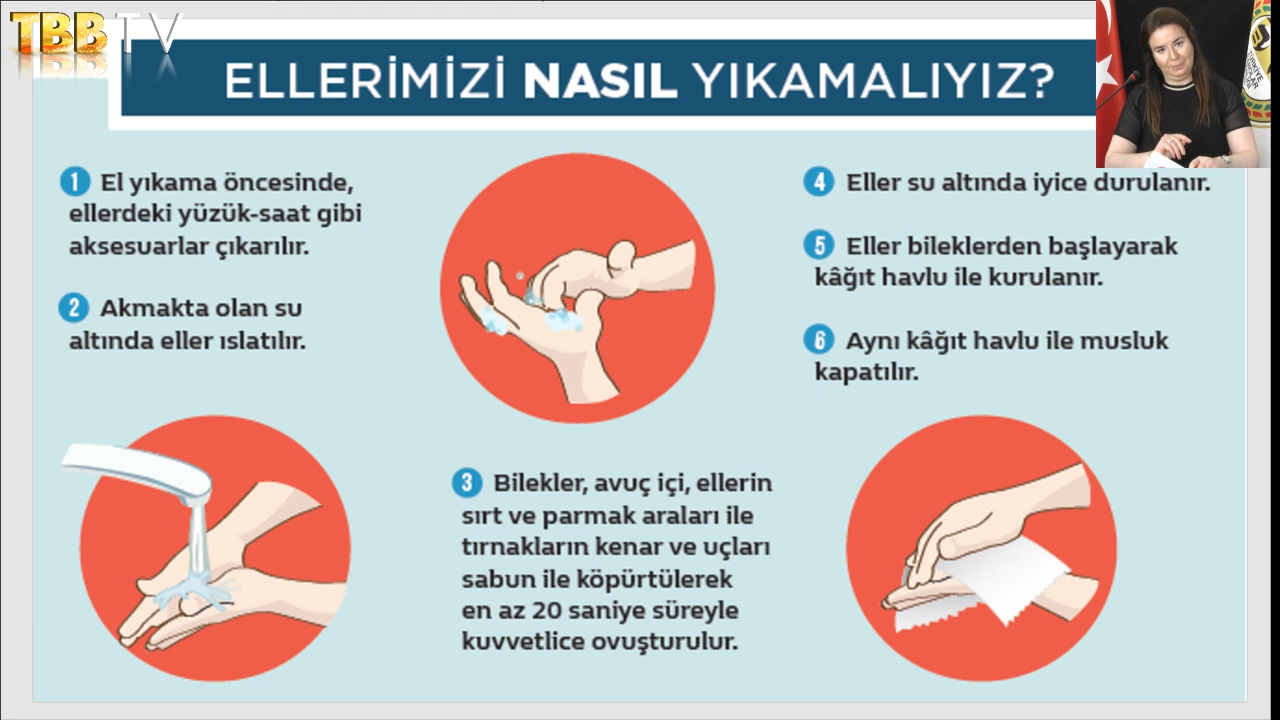 TBB TV
ELLERİMİZİ NASIL YIKAMALIYIZ?
1 El yıkama öncesinde,
ellerdeki yüzük-saat gibi
aksesuarlar çıkarılır.
2 Akmakta olan su
altında eller ıslatılır.
3 Bilekler, avuç içi, ellerin
sırt ve parmak araları ile
tırnakların kenar ve uçları
sabun ile köpürtülerek
en az 20 saniye süreyle
kuvvetlice ovuşturulur.
4 Eller su altında iyice durulanır.
5 Eller bileklerden başlayarak
kâğıt havlu ile kurulanır.
6 Aynı kâğıt havlu ile musluk
kapatılır.